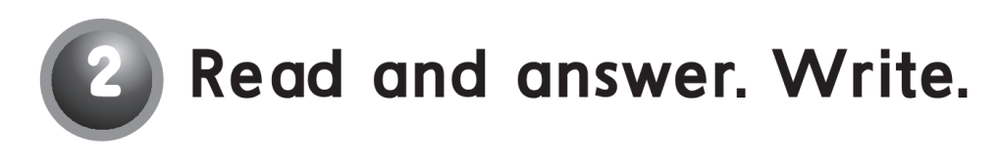 2 Read and answer. Write.